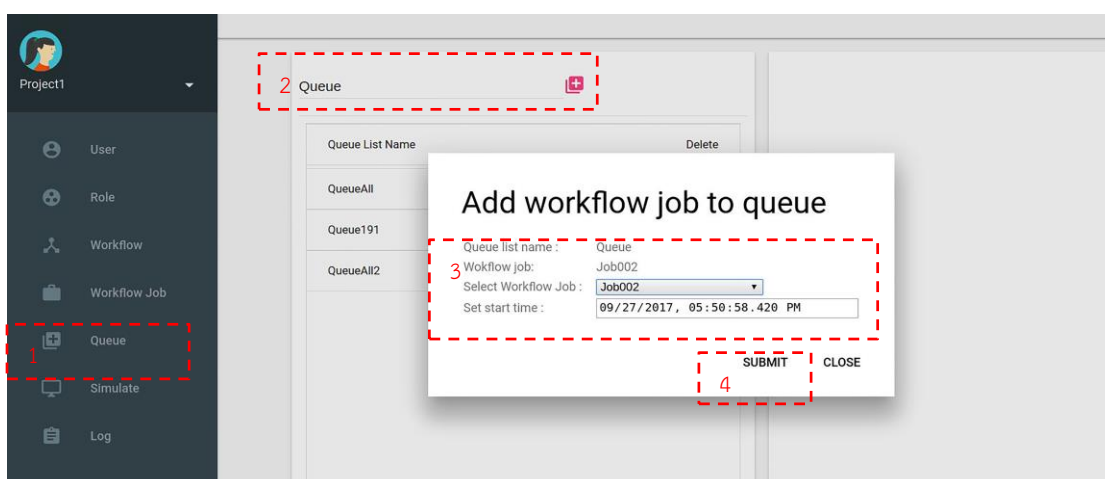 Project1
User
Role
Workflow
Workflow Job
1
Queue
Simulate
Log
2
Queue
Queue List Name Delete
QueueAll
Queue191
QueueAll2
Add workflow job to queue
3
Queue list name : Queue
Wokflow job: Job002
Select Workflow Job : Job002
Set start time : 09/27/2017, 05:50:58.420 PM
SUBMIT CLOSE
4